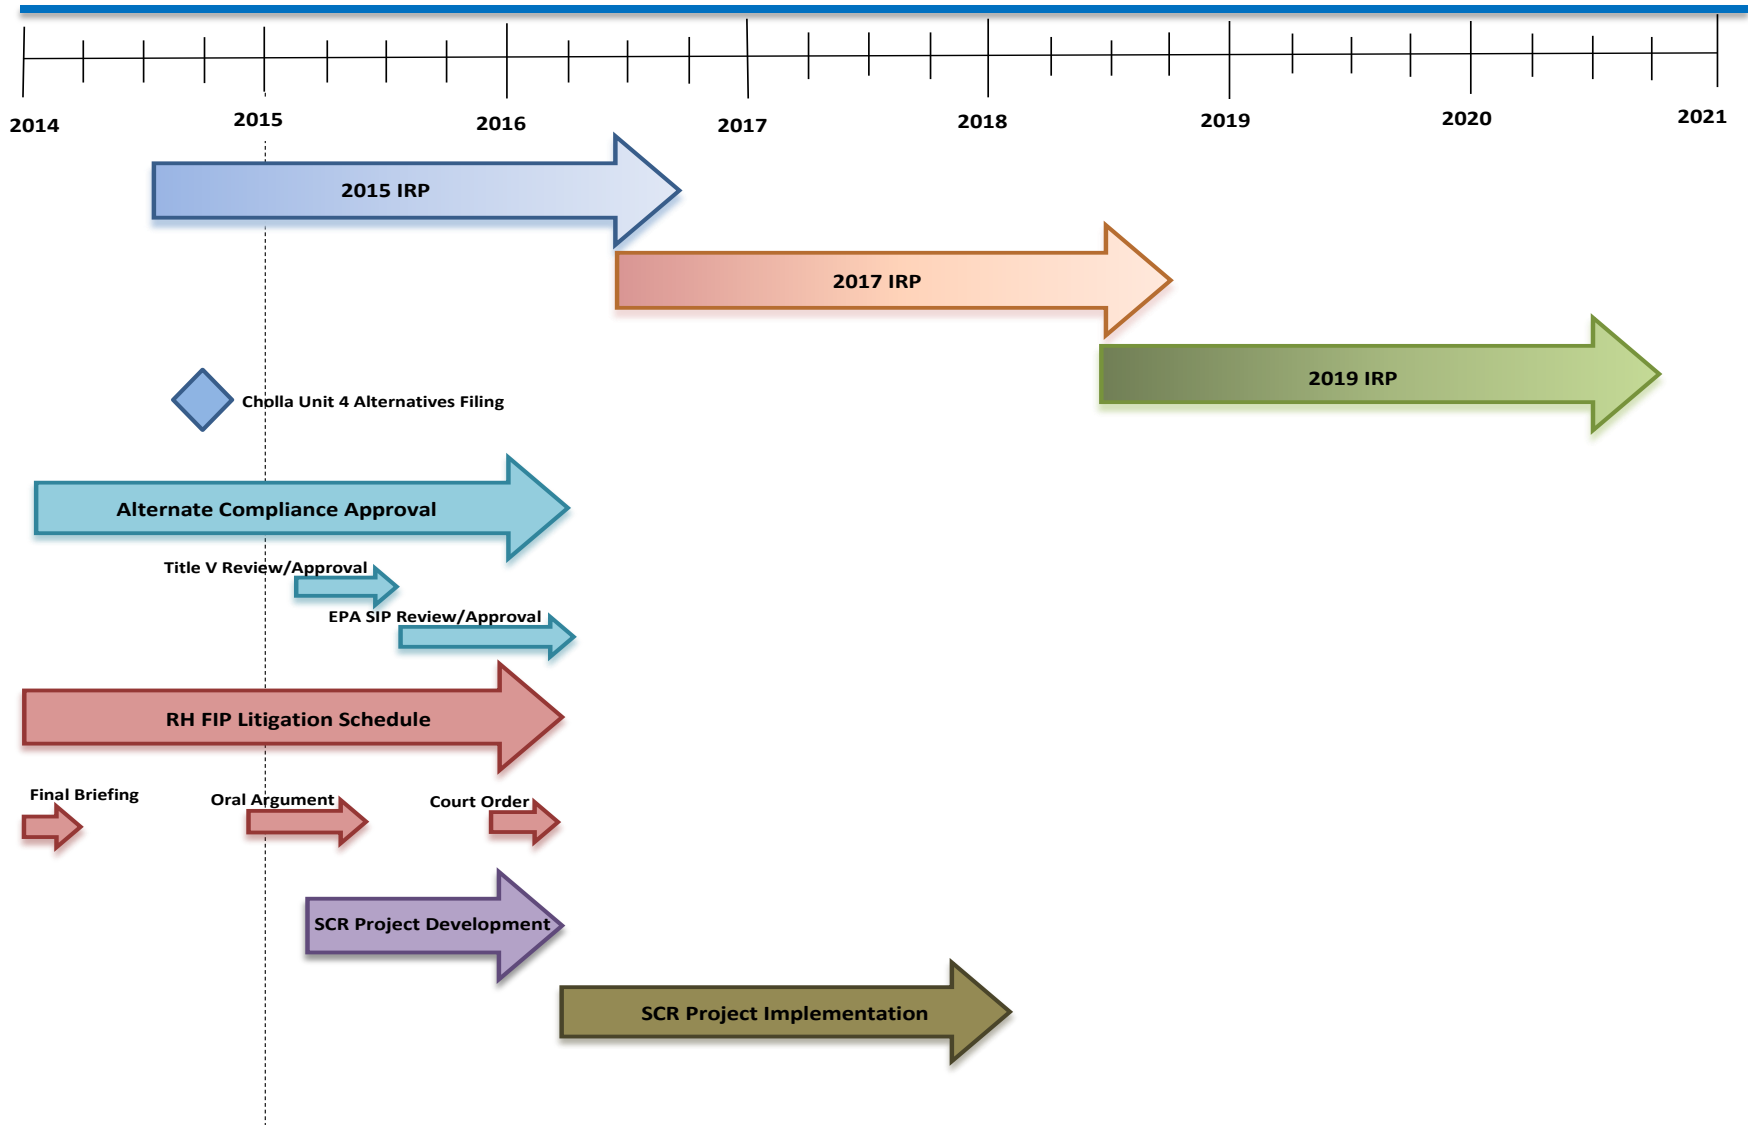 2014
2015
2016
2017
2018
2019
2020
2021
2015 IRP
2017 IRP
2019 IRP
Cholla Unit 4 Alternatives Filing
Alternate Compliance Approval
Title V Review/Approval
EPA SIP Review/Approval
RH FIP Litigation Schedule
Final Briefing
Oral Argument
Court Order
SCR Project Development
SCR Project Implementation